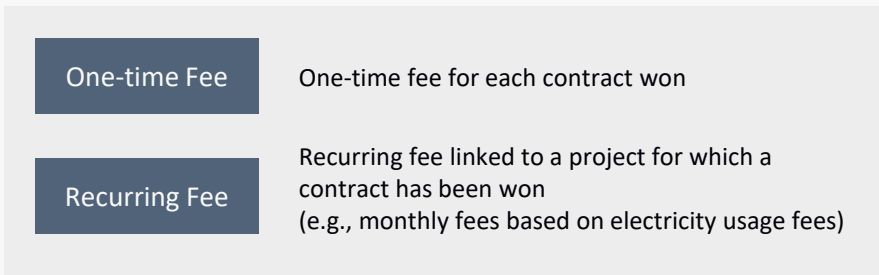 One-time Fee
One-time fee for each contract won
Recurring Fee
Recurring fee linked to a project for which a
contract has been won
(e.g., monthly fees based on electricity usage fees)